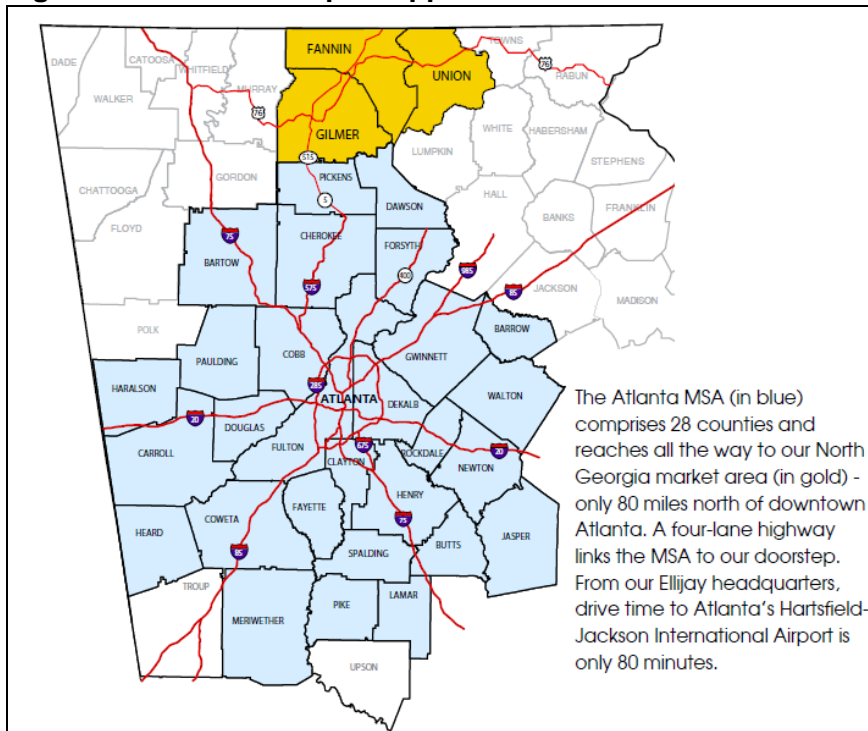 FANNIN
TOWNS
DADE
CATOOSA
WHITFIELD
76
UNION
RABUN
WALKER
MURRAY
76
GILMER
WHITE
HABERSHAM
LUMPKIN
515
STEPHENS
GORDON
PICKENS
CHATTOOGA
5
DAWSON
HALL
FRANKLIN
FLOYD
BANKS
75
CHEROKEE
FORSYTH
BARTOW
400
985
575
85
JACKSON
MADISON
POLK
BARROW
COBB
GWINNETT
PAULDING
HARALSON
285
ATLANTA
DEKALB
WALTON
20
DOUGLAS
FULTON
675
CARROLL
CLAYTON
ROCKDALE
20
NEWTON
HENRY
FAYETTE
COWETA
75
HEARD
85
BUTTS
JASPER
SPALDING
TROUP
PIKE
LAMAR
MERIWETHER
UPSON
The Atlanta MSA (in blue)
comprises 28 counties and
reaches all the way to our North
Georgia market area (in gold) -
only 80 miles north of downtown
Atlanta. A four-lane highway
links the MSA to our doorstep.
From our Ellijay headquarters,
drive time to Atlanta's Hartsfield-
Jackson International Airport is
only 80 minutes.